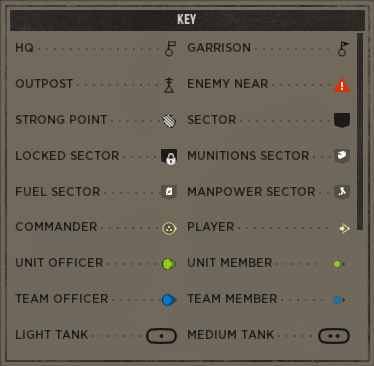 KEY
HQ GARRISON
OUTPOST ENEMY NEAR
STRONG POINT SECTOR
LOCKED SECTOR MUNITIONS SECTOR
FUEL SECTOR MANPOWER SECTOR
COMMANDER PLAYER
UNIT OFFICER UNIT MEMBER
TEAM OFFICER TEAM MEMBER
LIGHT TANK MEDIUM TANK